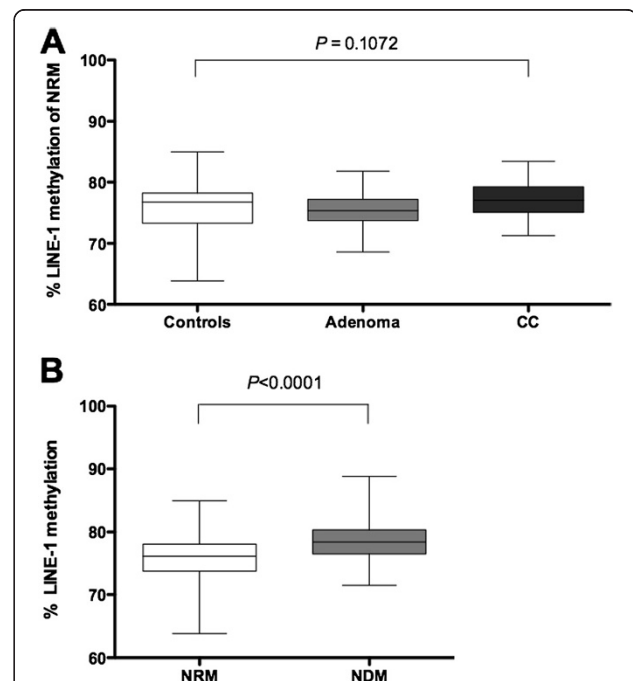 A
P = 0.1072
% LINE-1 methylation of NRM
100
90
80
70
60
Controls Adenoma CC
B
P<0.0001
% LINE-1 methylation
100
90
80
70
60
NRM NDM